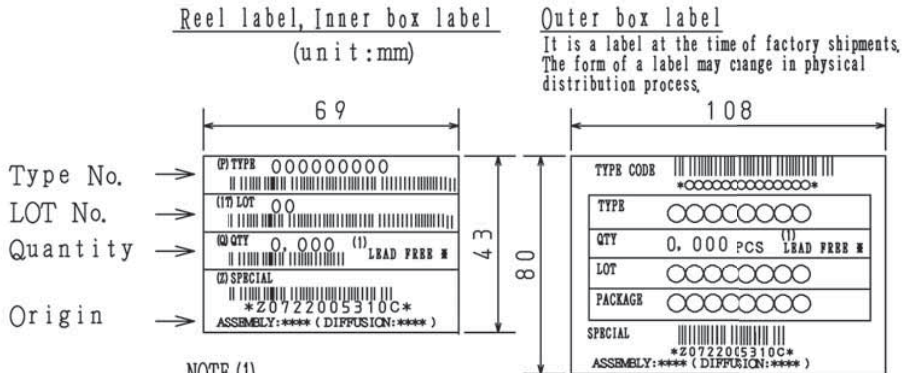 Reel label, Inner box label
(unit:mm)
Outer box label
It is a label at the time of factory shipments.
The form of a label may change in physical
distribution process.
69
108
Type No.
LOT No.
Quantity
Origin
(P) TYPE OOOOOOOOO
(1T) LOT OO
(Q) QTY 0,000 (1) LEAD FREE *
(Z) SPECIAL
*Z0722005310C*
ASSEMBLY:**** (DIFFUSION:****)
43
80
TYPE CODE
*OOOOOOOOOOOOOO*
TYPE OOOOOOOO
QTY 0,000 PCS (1) LEAD FREE *
LOT OOOOOOOO
PACKAGE OOOOOOOO
SPECIAL
*Z0722005310C*
ASSEMBLY:**** (DIFFUSION:****)
NOTE (1)